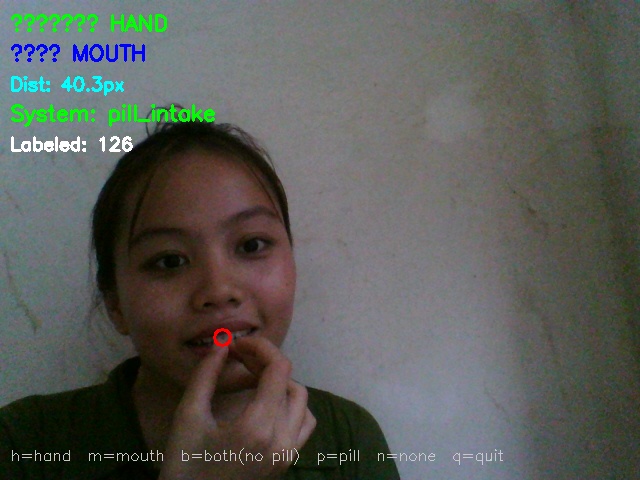 ??????? HAND
???? MOUTH
Dist: 40.3px
System: pill_intake
Labeled: 126
h=hand m=mouth b=both(no pill) p=pill n=none q=quit